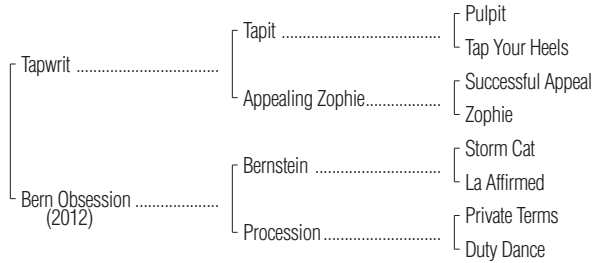 Pulpit
Tapit ..........................................
Tap Your Heels
Tapwrit .....................................
Successful Appeal
Appealing Zophie....................
Zophie
Storm Cat
Bernstein .................................
La Affirmed
Bern Obsession ......................
(2012)
Private Terms
Procession...............................
Duty Dance